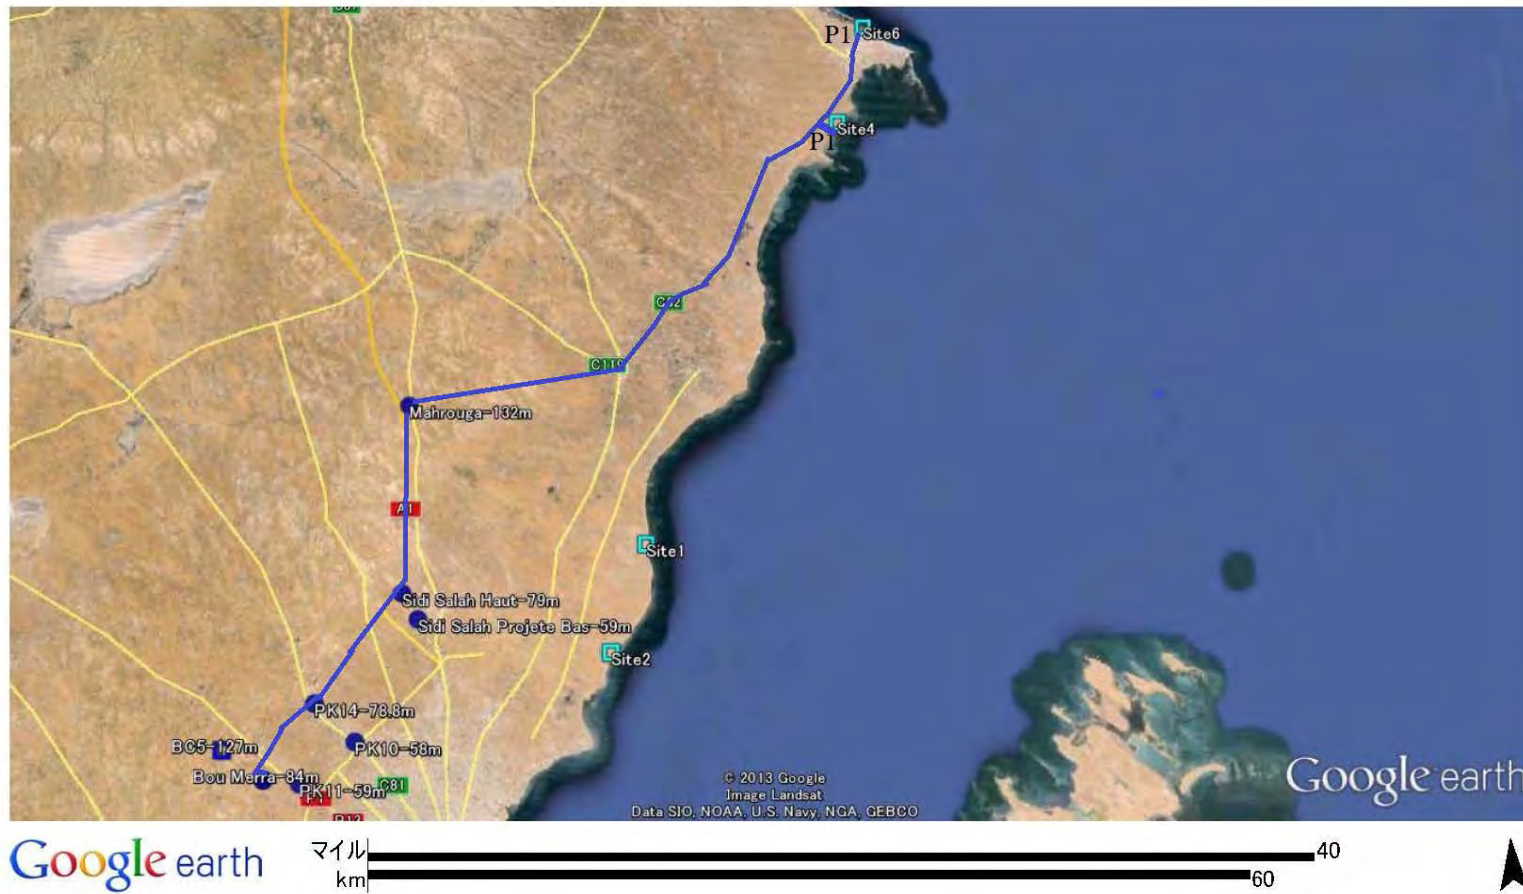 P1
Site6
Site4
P1
C82
C119
Mahrouga-132m
A1
Site1
Sidi Salah Haut-79m
Sidi Salah Projete Bas-59m
Site2
PK14-78.8m
BC5-127m
PK10-58m
Bou Merra-84m
PK11-59m
C81
P1
© 2013 Google
Image Landsat
Data SIO, NOAA, U.S. Navy, NGA, GEBCO
Google earth
Google earth
マイル
40
km
60